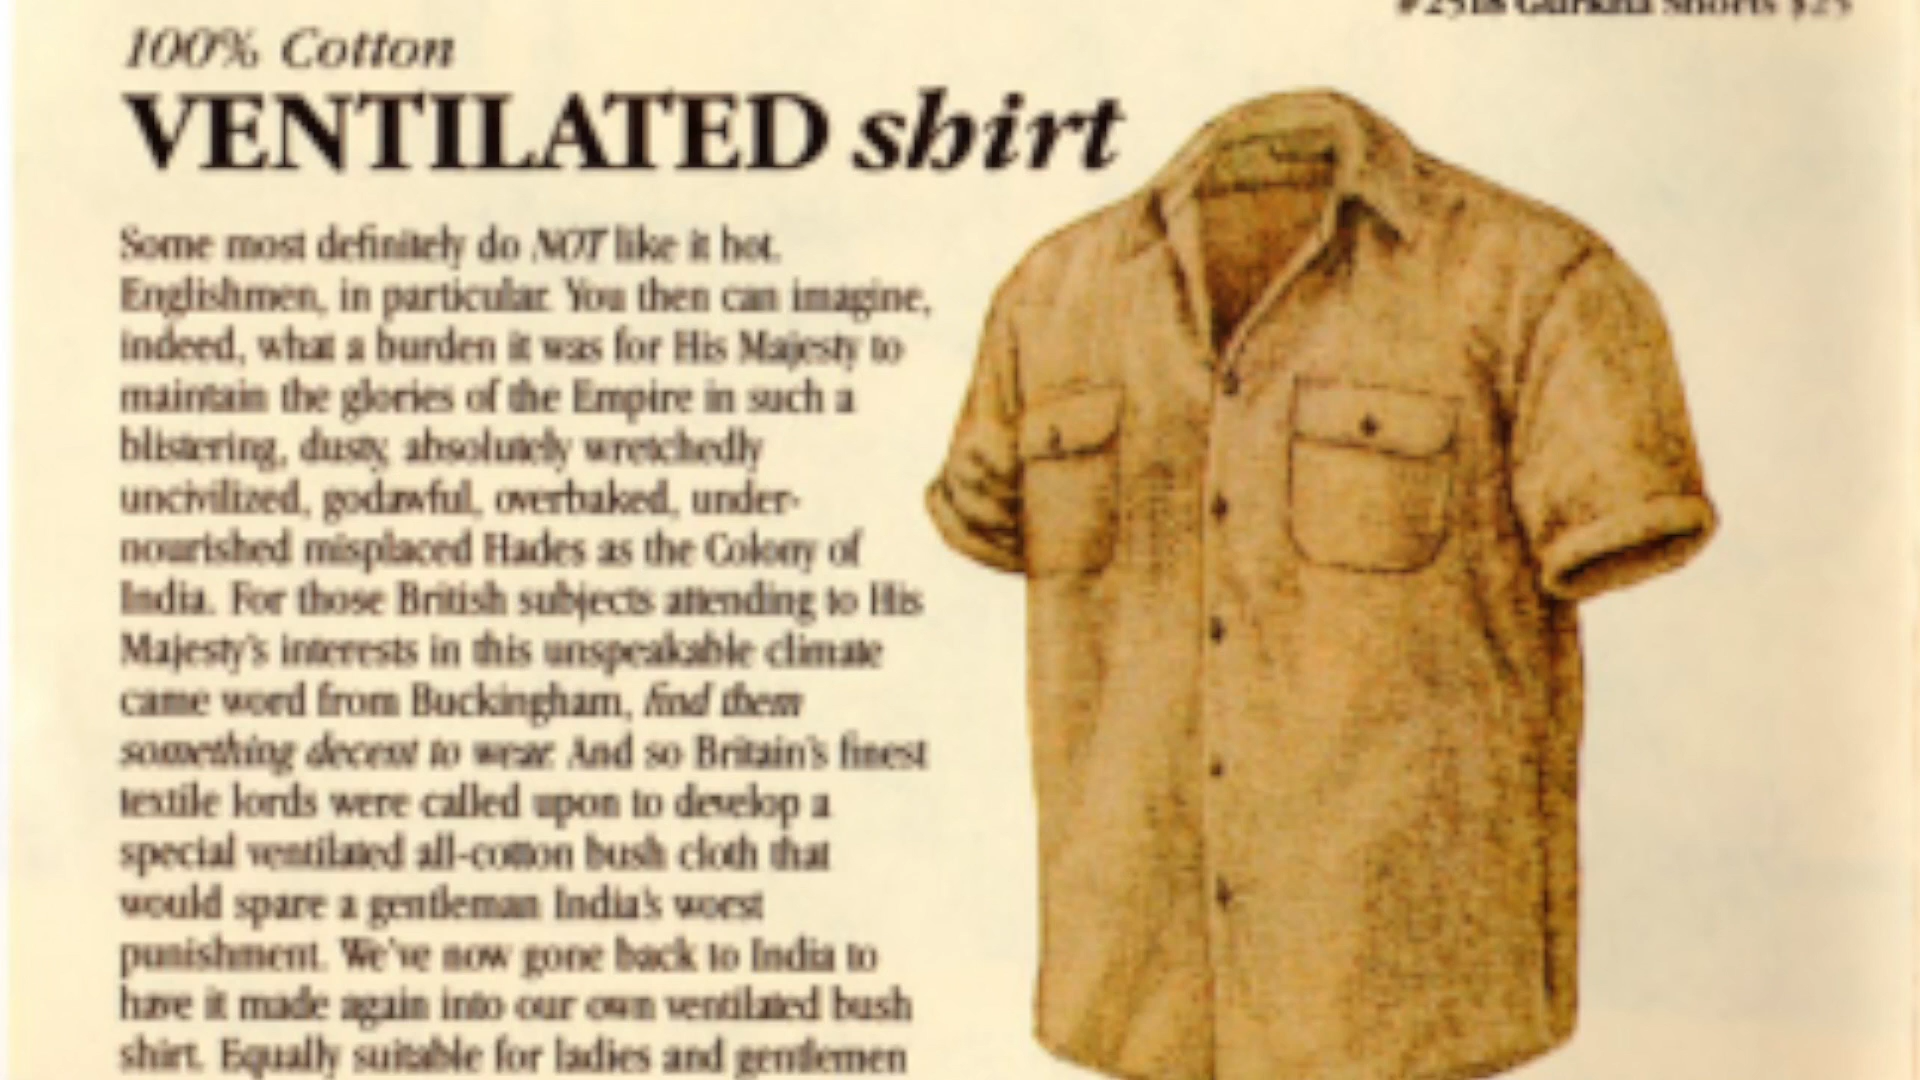 #2518 Gurkha Shorts $25
100% Cotton
VENTILATED shirt
Some most definitely do NOT like it hot.
Englishmen, in particular. You then can imagine,
indeed, what a burden it was for His Majesty to
maintain the glories of the Empire in such a
blistering, dusty, absolutely wretchedly
uncivilized, godawful, overbaked, under-
nourished misplaced Hades as the Colony of
India. For those British subjects attending to His
Majesty's interests in this unspeakable climate
came word from Buckingham, find them
something decent to wear. And so Britain's finest
textile lords were called upon to develop a
special ventilated all-cotton bush cloth that
would spare a gentleman India's worst
punishment. We've now gone back to India to
have it made again into our own ventilated bush
shirt. Equally suitable for ladies and gentlemen